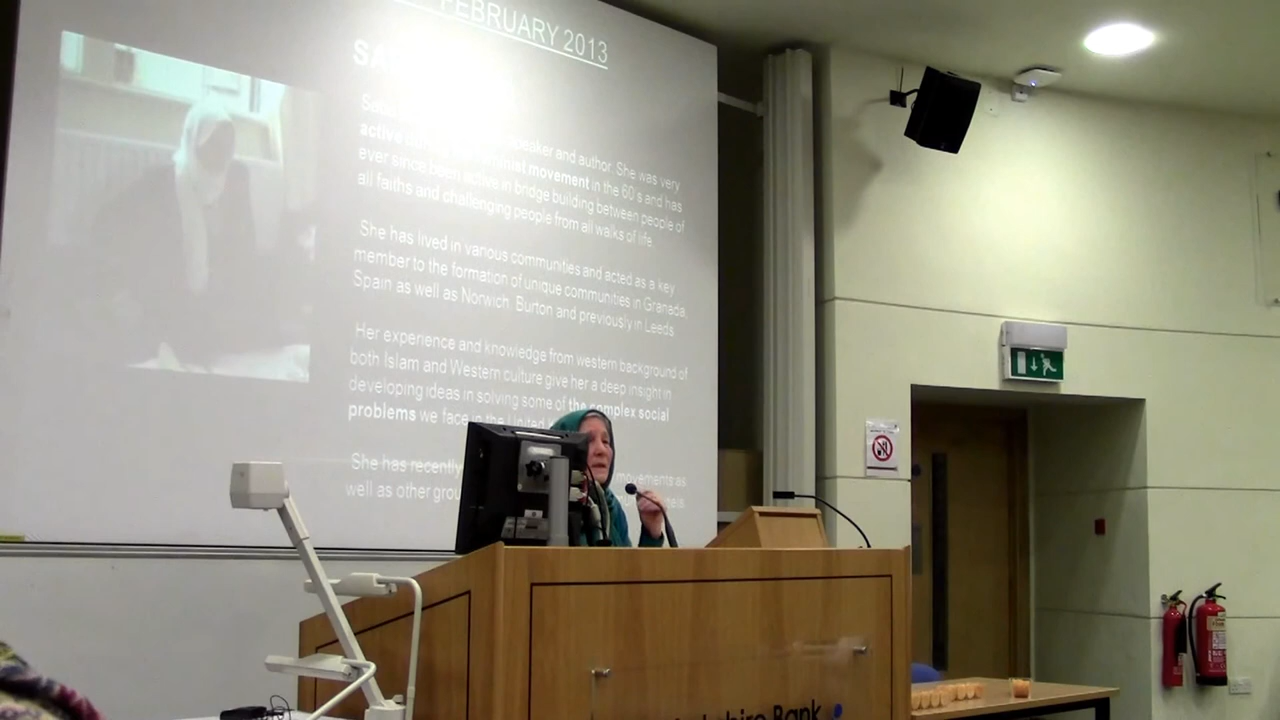 FEBRUARY 2013
speaker and author. She was very
active movement in the 60's and has
ever since been active in bridge building between people of
all faiths and challenging people from all walks of life.
She has lived in various communities and acted as a key
member to the formation of unique communities in Granada,
Spain as well as Norwich, Burton and previously in Leeds
Her experience and knowledge from western background of
both Islam and Western culture give her a deep insight in
developing ideas in solving some of the complex social
problems we face in the United
She has recently movements as
well as other
Bank